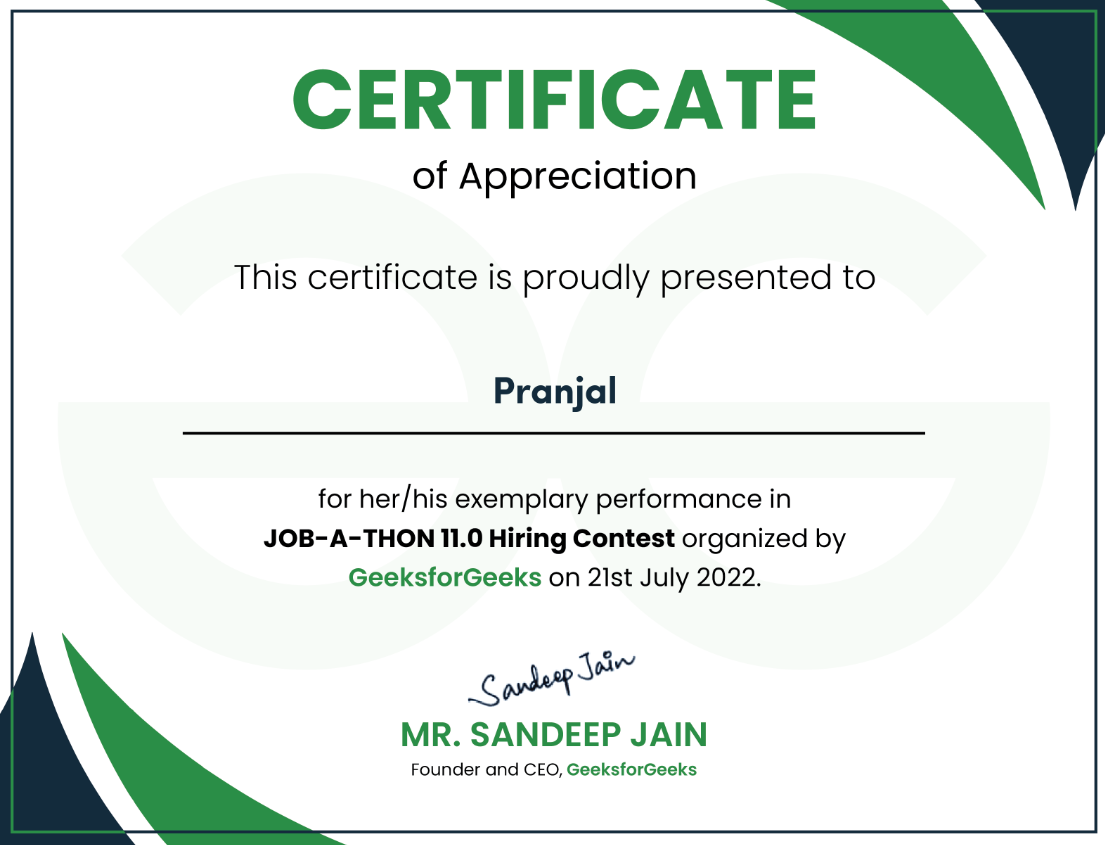 CERTIFICATE
of Appreciation
This certificate is proudly presented to
Pranjal
for her/his exemplary performance in
JOB-A-THON 11.0 Hiring Contest organized by
GeeksforGeeks on 21st July 2022.
Sandeep Jain
MR. SANDEEP JAIN
Founder and CEO, GeeksforGeeks